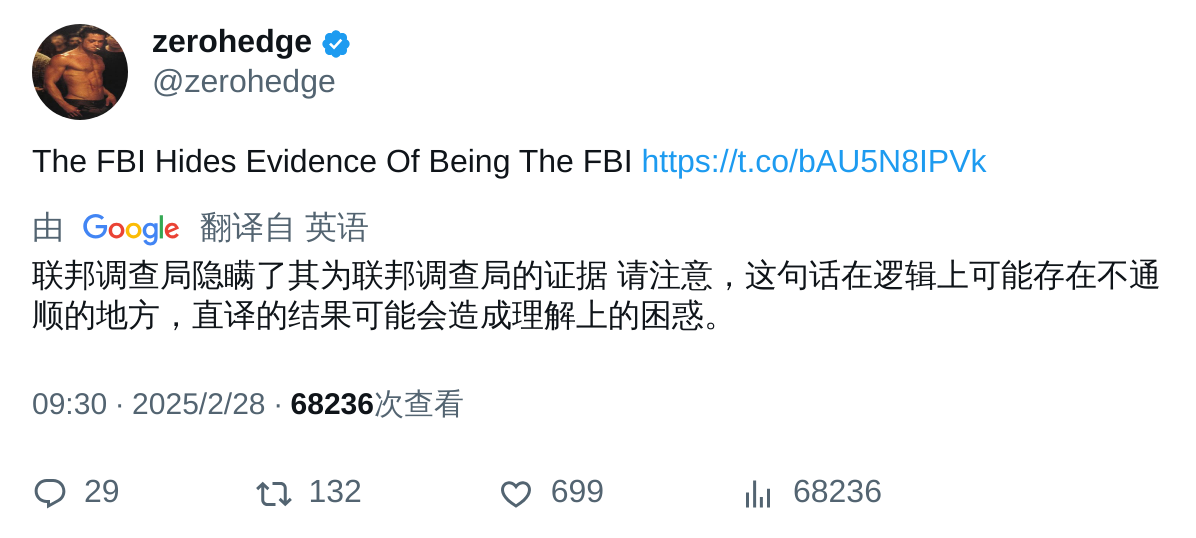 zerohedge
@zerohedge
The FBI Hides Evidence Of Being The FBI https://t.co/bAU5N8IPVk
由 Google 翻译自 英语
联邦调查局隐瞒了其为联邦调查局的证据 请注意，这句话在逻辑上可能存在不通
顺的地方，直译的结果可能会造成理解上的困惑。
09:30 · 2025/2/28 · 68236次查看
29 132 699 68236